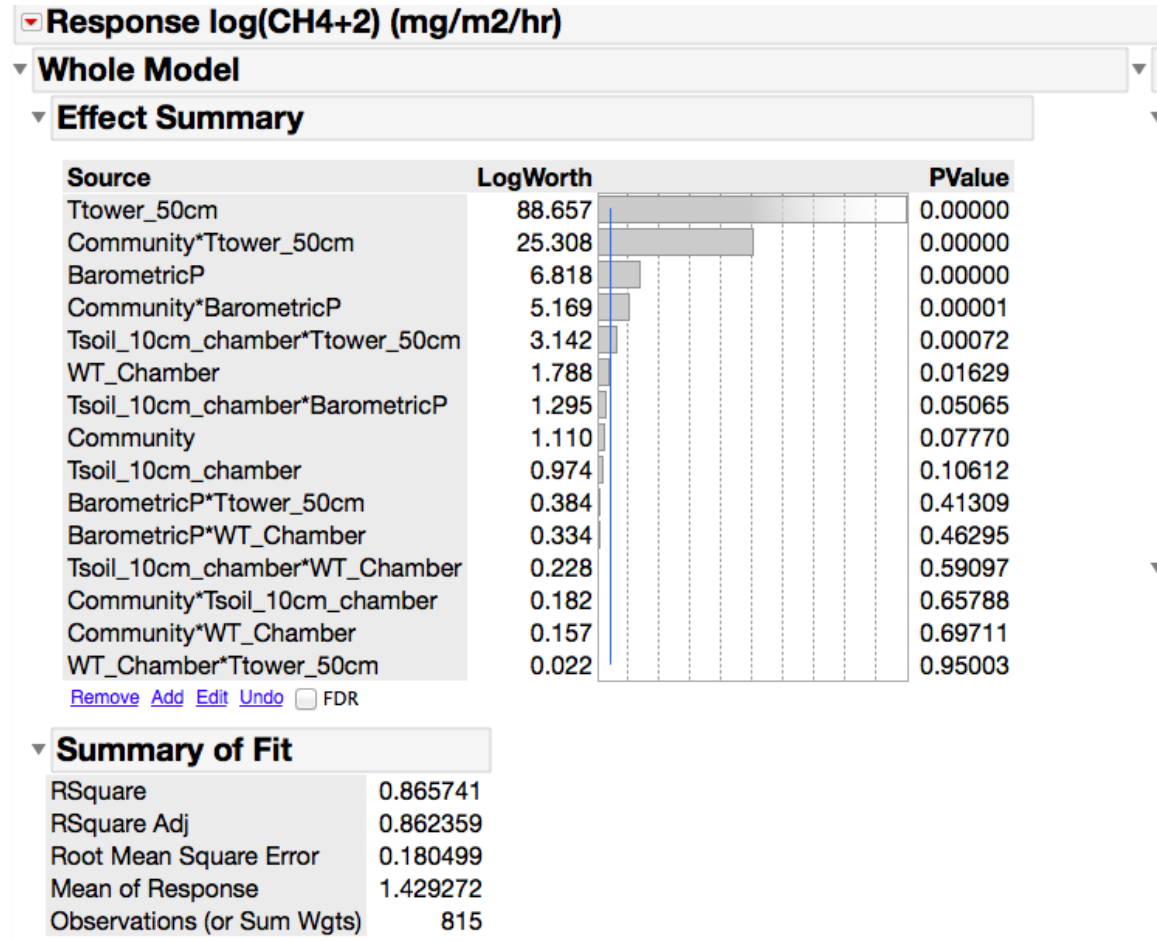 Response log(CH4+2) (mg/m2/hr)
Whole Model
Effect Summary
Source LogWorth PValue
Ttower_50cm 88.657 0.00000
Community*Ttower_50cm 25.308 0.00000
BarometricP 6.818 0.00000
Community*BarometricP 5.169 0.00001
Tsoil_10cm_chamber*Ttower_50cm 3.142 0.00072
WT_Chamber 1.788 0.01629
Tsoil_10cm_chamber*BarometricP 1.295 0.05065
Community 1.110 0.07770
Tsoil_10cm_chamber 0.974 0.10612
BarometricP*Ttower_50cm 0.384 0.41309
BarometricP*WT_Chamber 0.334 0.46295
Tsoil_10cm_chamber*WT_Chamber 0.228 0.59097
Community*Tsoil_10cm_chamber 0.182 0.65788
Community*WT_Chamber 0.157 0.69711
WT_Chamber*Ttower_50cm 0.022 0.95003
Remove Add Edit Undo FDR
Summary of Fit
RSquare 0.865741
RSquare Adj 0.862359
Root Mean Square Error 0.180499
Mean of Response 1.429272
Observations (or Sum Wgts) 815